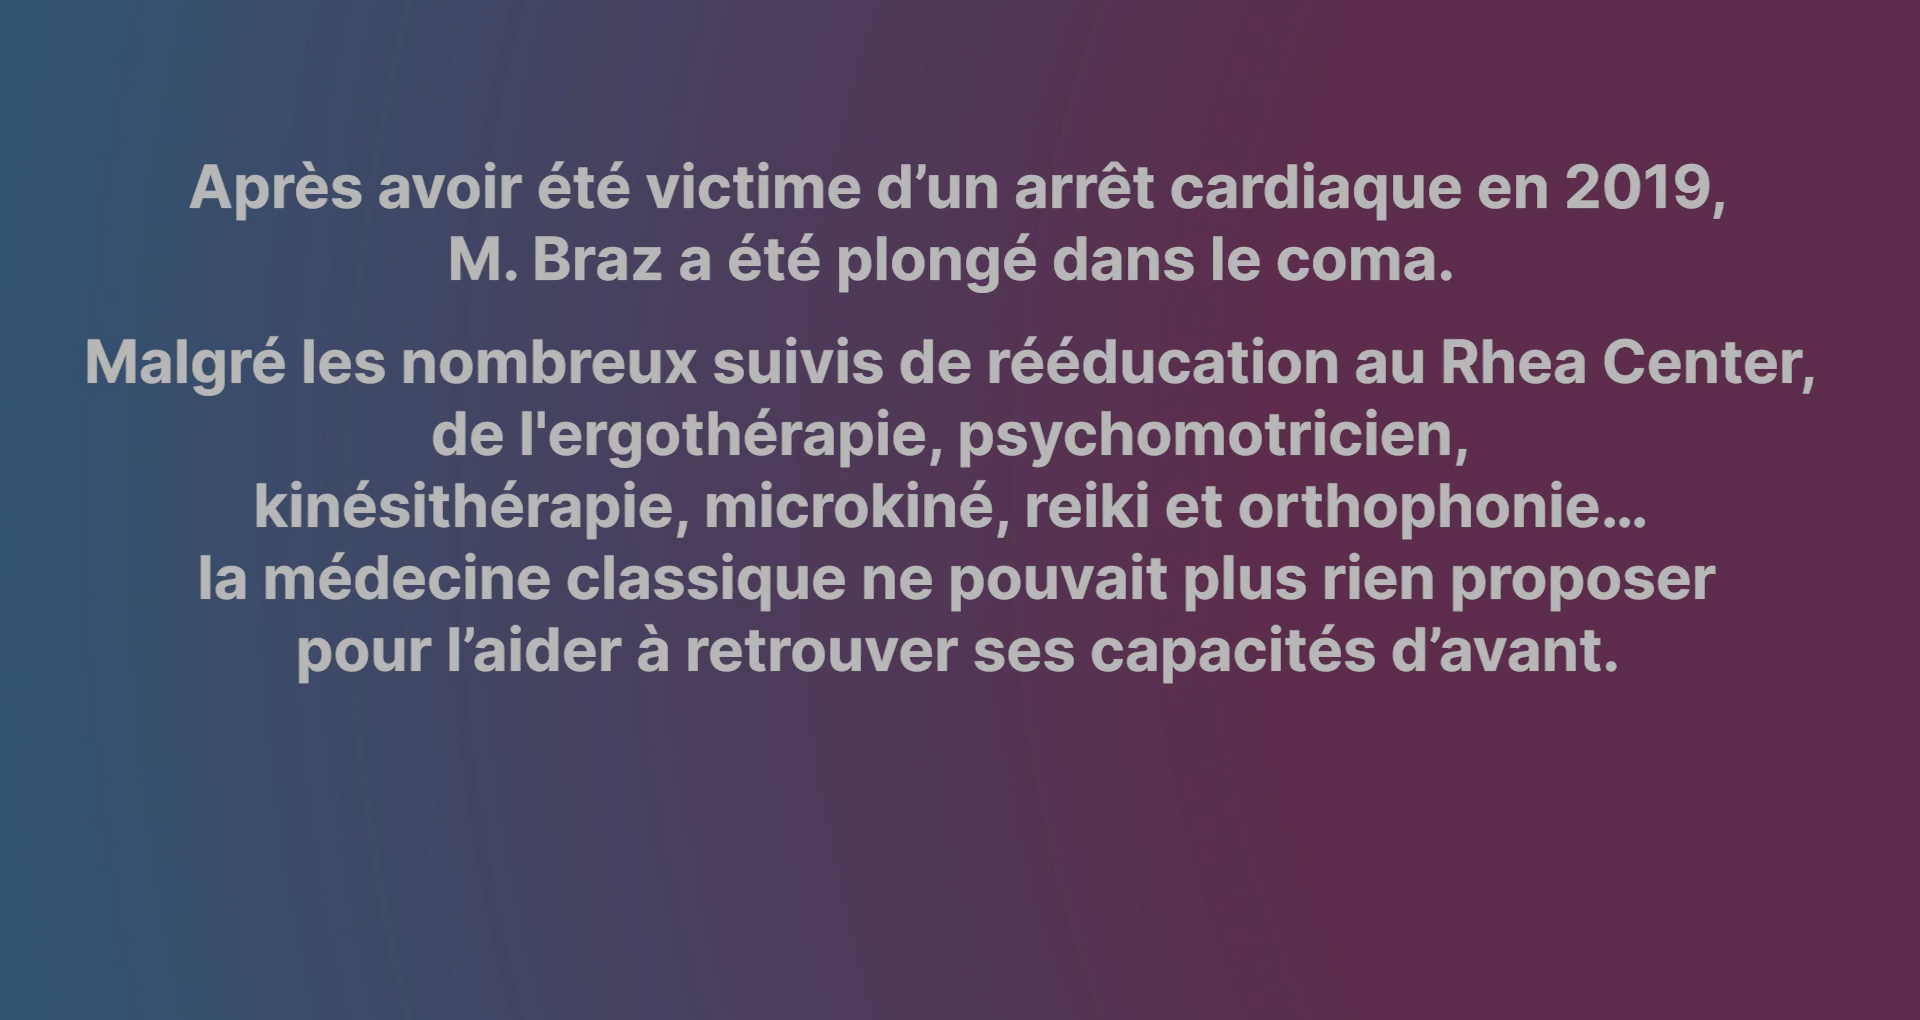 Après avoir été victime d’un arrêt cardiaque en 2019,
M. Braz a été plongé dans le coma.
Malgré les nombreux suivis de rééducation au Rhea Center,
de l'ergothérapie, psychomotricien,
kinésithérapie, microkiné, reiki et orthophonie...
la médecine classique ne pouvait plus rien proposer
pour l’aider à retrouver ses capacités d’avant.